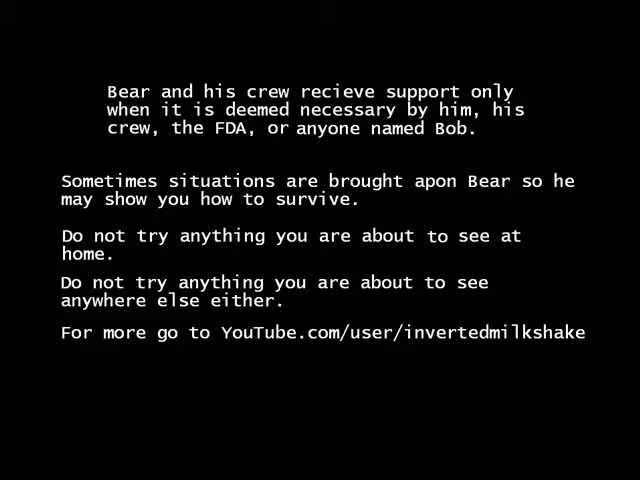 Bear and his crew recieve support only
when it is deemed necessary by him, his
crew, the FDA, or anyone named Bob.
Sometimes situations are brought apon Bear so he
may show you how to survive.
Do not try anything you are about to see at
home.
Do not try anything you are about to see
anywhere else either.
For more go to YouTube.com/user/invertedmilkshake